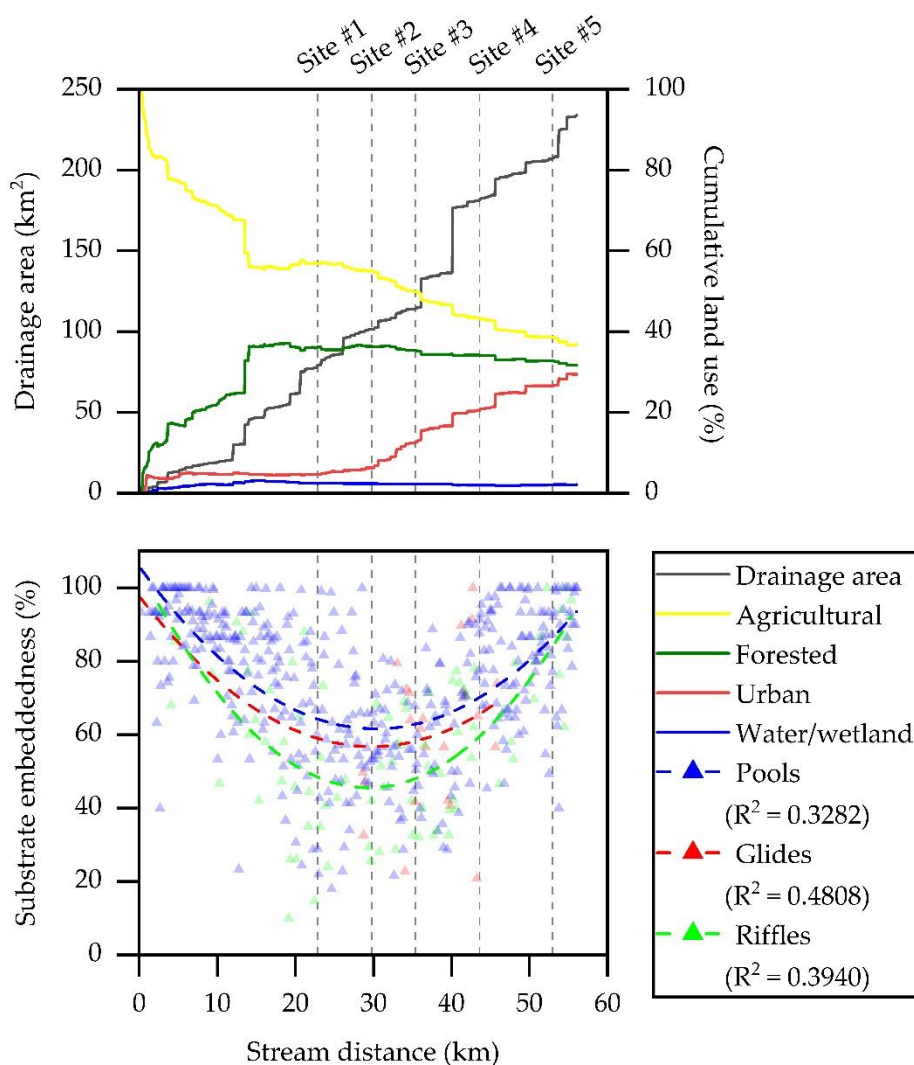 Site #1
Site #2
Site #3
Site #4
Site #5
250
200
150
100
50
0
Drainage area (km²)
100
80
60
40
20
0
Cumulative land use (%)
100
80
60
40
20
0
Substrate embeddedness (%)
0
10
20
30
40
50
60
Stream distance (km)
Drainage area
Agricultural
Forested
Urban
Water/wetland
Pools
(R² = 0.3282)
Glides
(R² = 0.4808)
Riffles
(R² = 0.3940)